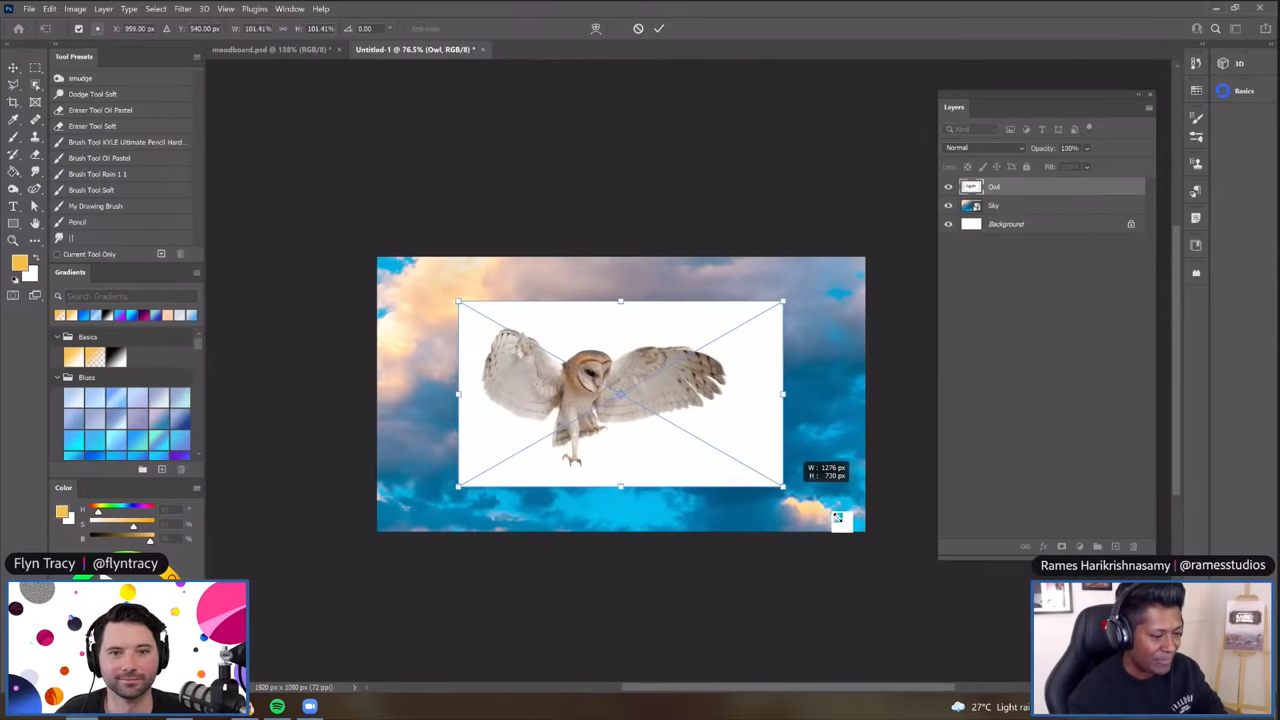 Ps File Edit Image Layer Type Select Filter 3D View Plugins Window Help
X: 959.00 px Y: 540.00 px W: 101.41% H: 101.41% 0.00 ° Anti-alias
moodboard.psd @ 138% (RGB/8) * × Untitled-1 @ 76.5% (Owl, RGB/8) * ×
Tool Presets
smudge
Dodge Tool Soft
Eraser Tool Oil Pastel
Eraser Tool Soft
Brush Tool KYLE Ultimate Pencil Hard...
Brush Tool Oil Pastel
Brush Tool Rain 1 1
Brush Tool Soft
My Drawing Brush
Pencil
Current Tool Only
Gradients
Search Gradients
Basics
Blues
Color
H
S
B
%
%
3D
Basics
Layers
Kind
Normal Opacity: 100%
Lock: Fill: 100%
Owl
Sky
Background
W : 1276 px
H : 730 px
Flyn Tracy | @flyntracy
Rames Harikrishnasamy | @ramesstudios
1920 px x 1080 px (72 ppi)
27°C Light rai